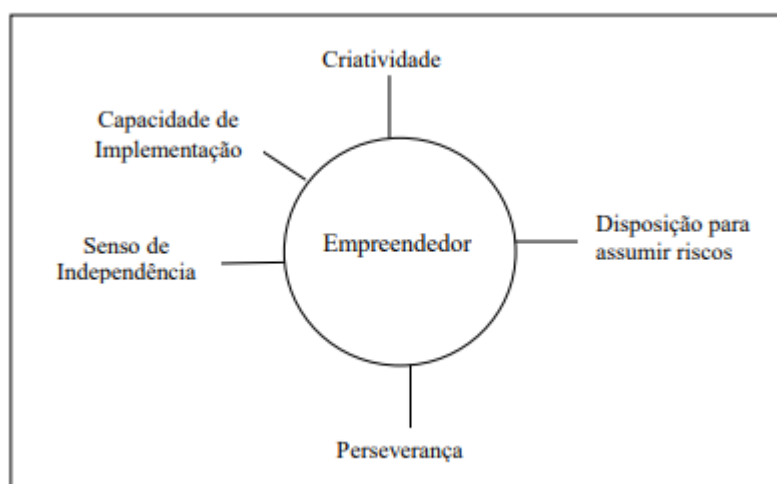 Criatividade
Capacidade de
Implementação
Senso de
Independência
Empreendedor
Disposição para
assumir riscos
Perseverança